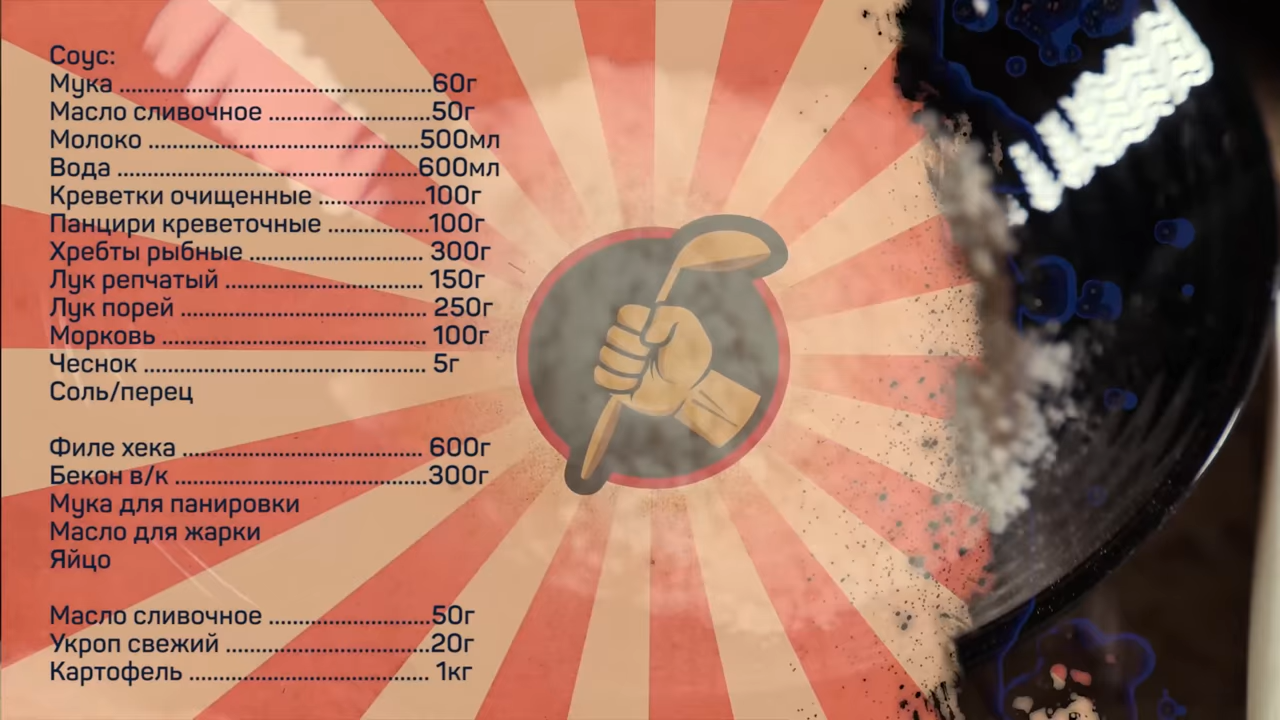 Соус:
Мука ..........................................60г
Масло сливочное ......................50г
Молоко .....................................500мл
Вода .........................................600мл
Креветки очищенные ...............100г
Панцири креветочные ..............100г
Хребты рыбные ........................ 300г
Лук репчатый ........................... 150г
Лук порей ................................. 250г
Морковь .................................... 100г
Чеснок ...................................... 5г
Соль/перец
Филе хека ................................. 600г
Бекон в/к ..................................300г
Мука для панировки
Масло для жарки
Яйцо
Масло сливочное ......................50г
Укроп свежий ............................20г
Картофель ................................ 1кг